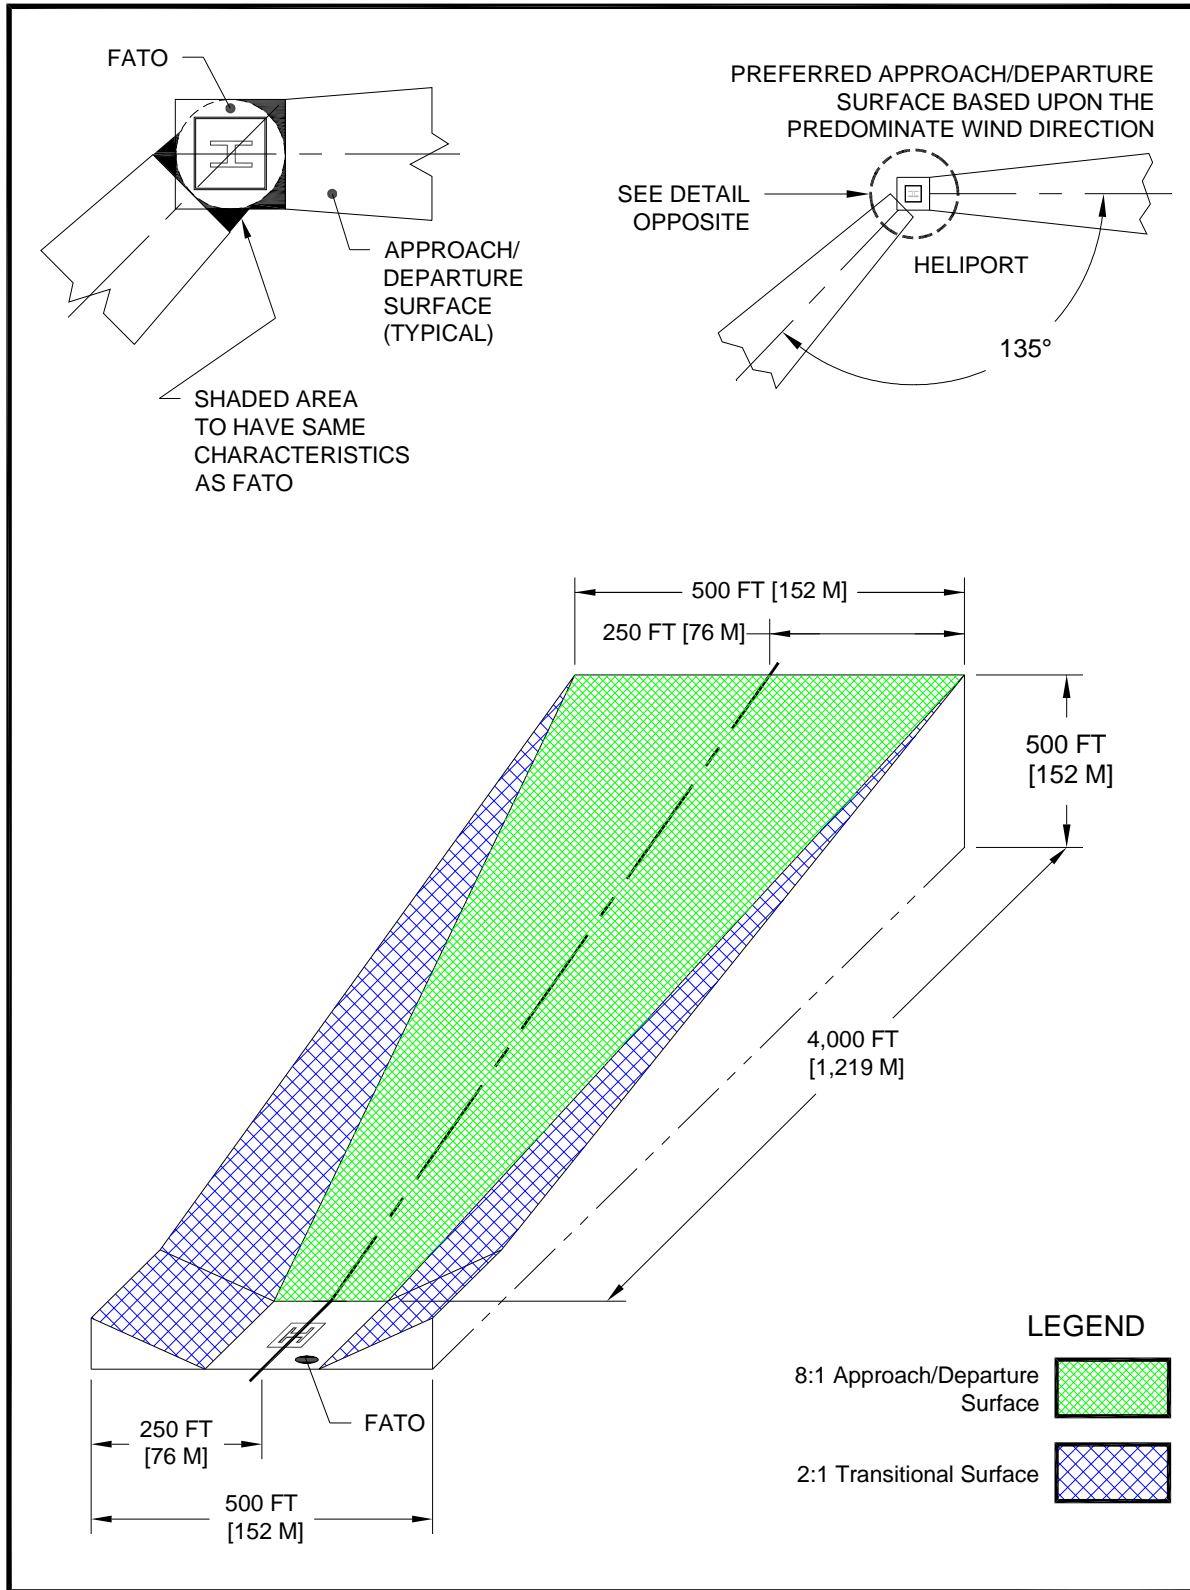 FATO
APPROACH/
DEPARTURE
SURFACE
(TYPICAL)
SHADED AREA
TO HAVE SAME
CHARACTERISTICS
AS FATO
H
PREFERRED APPROACH/DEPARTURE
SURFACE BASED UPON THE
PREDOMINATE WIND DIRECTION
SEE DETAIL
OPPOSITE
H
HELIPORT
135°
500 FT [152 M]
250 FT [76 M]
500 FT
[152 M]
4,000 FT
[1,219 M]
H
FATO
250 FT
[76 M]
500 FT
[152 M]
LEGEND
8:1 Approach/Departure
Surface
2:1 Transitional Surface